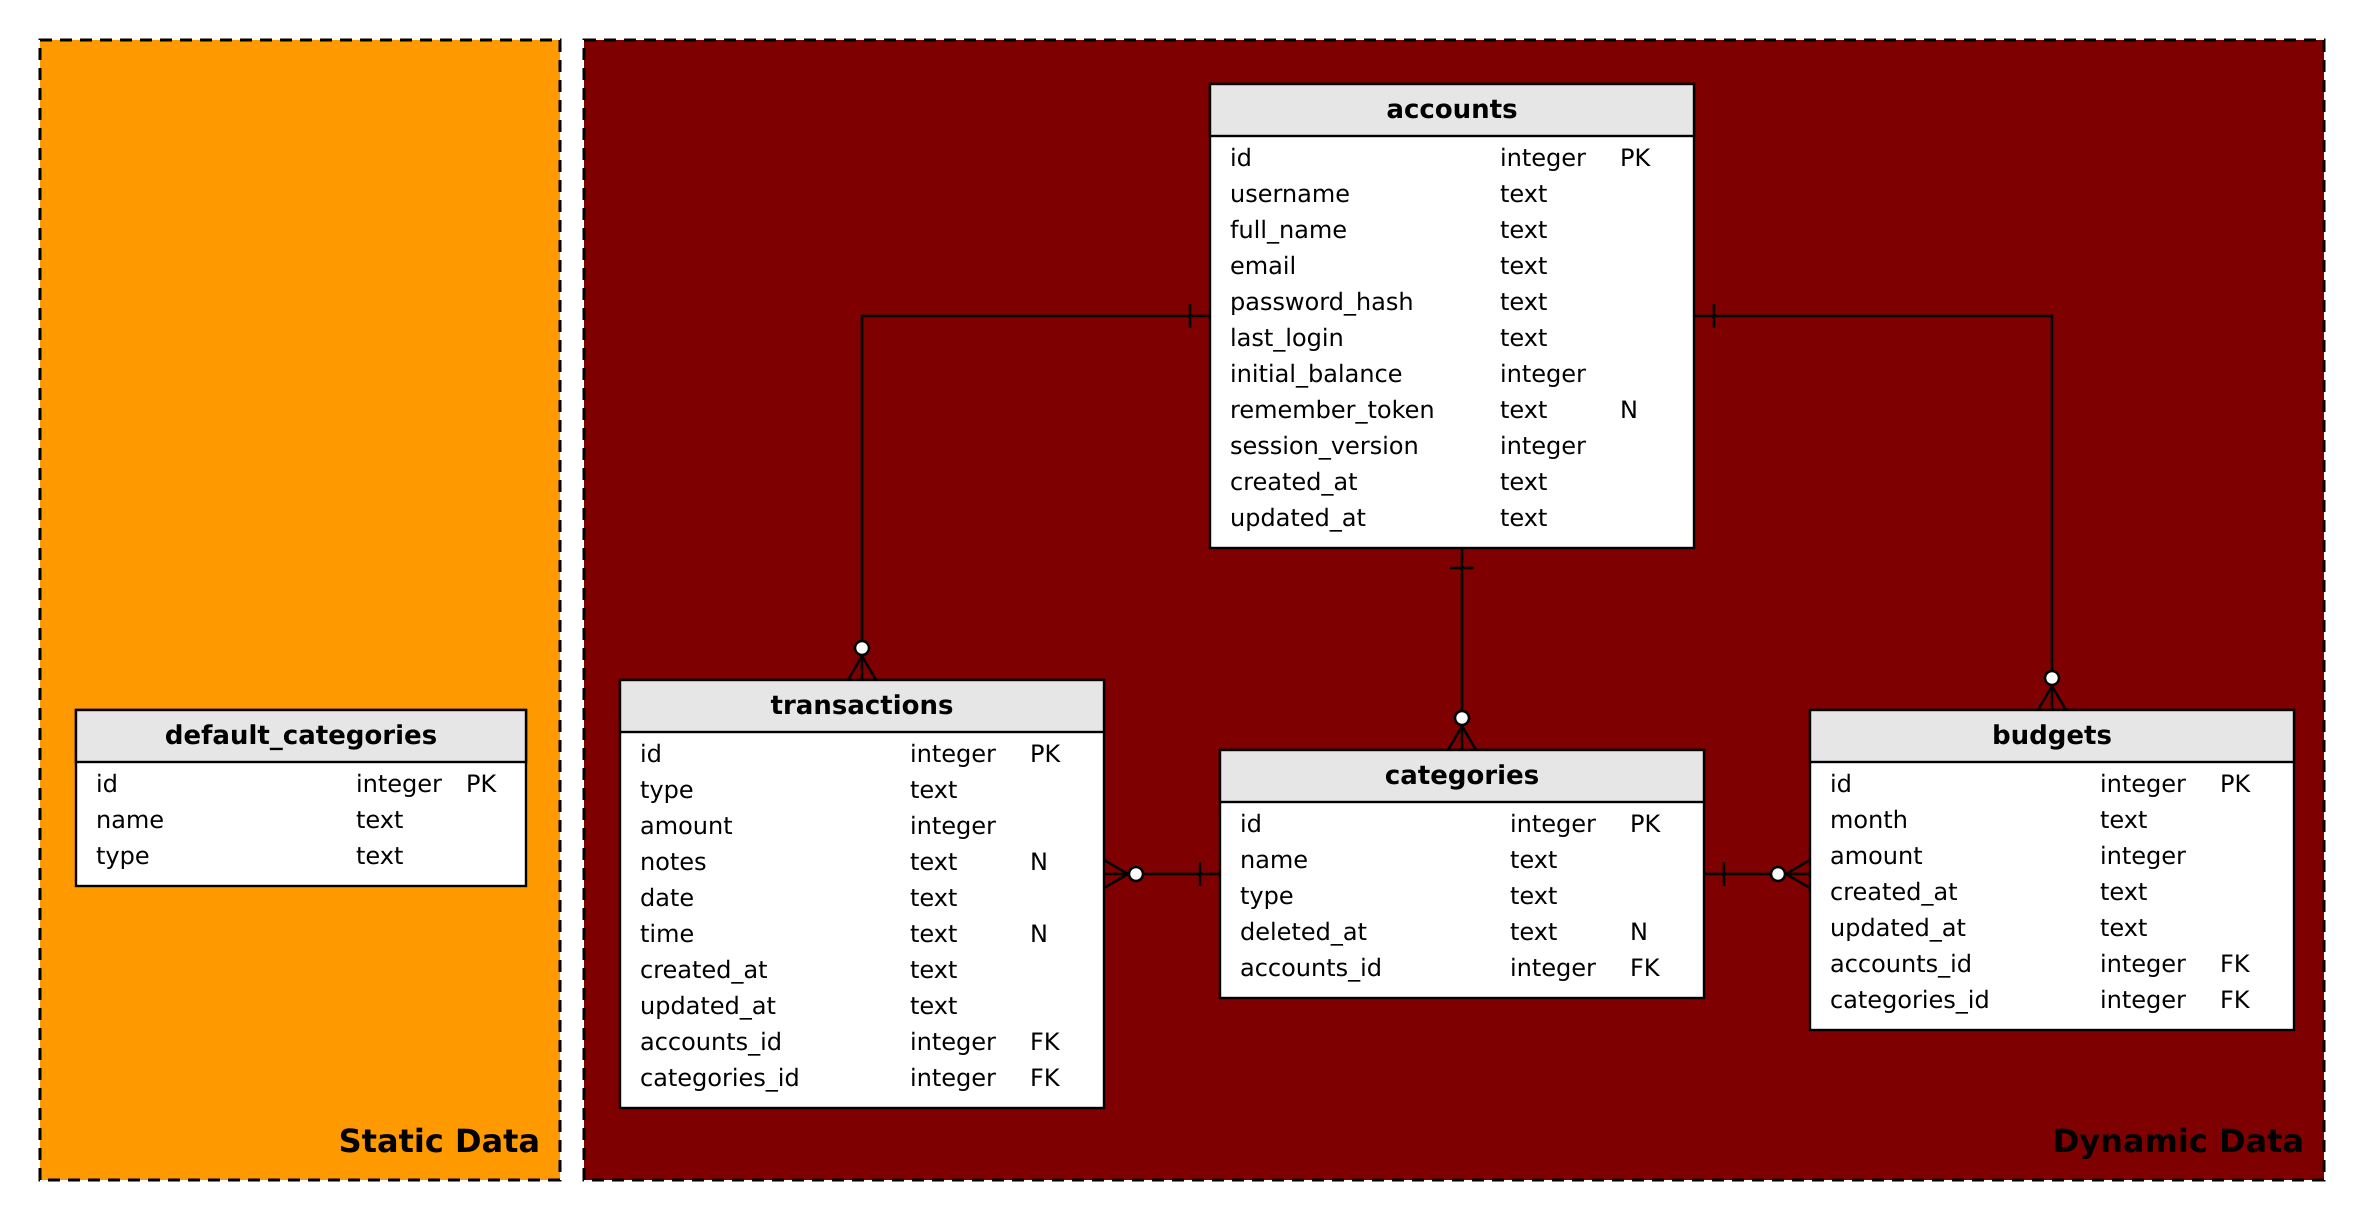 default_categories
id integer PK
name text
type text
Static Data
accounts
id integer PK
username text
full_name text
email text
password_hash text
last_login text
initial_balance integer
remember_token text N
session_version integer
created_at text
updated_at text
transactions
id integer PK
type text
amount integer
notes text N
date text
time text N
created_at text
updated_at text
accounts_id integer FK
categories_id integer FK
categories
id integer PK
name text
type text
deleted_at text N
accounts_id integer FK
budgets
id integer PK
month text
amount integer
created_at text
updated_at text
accounts_id integer FK
categories_id integer FK
Dynamic Data